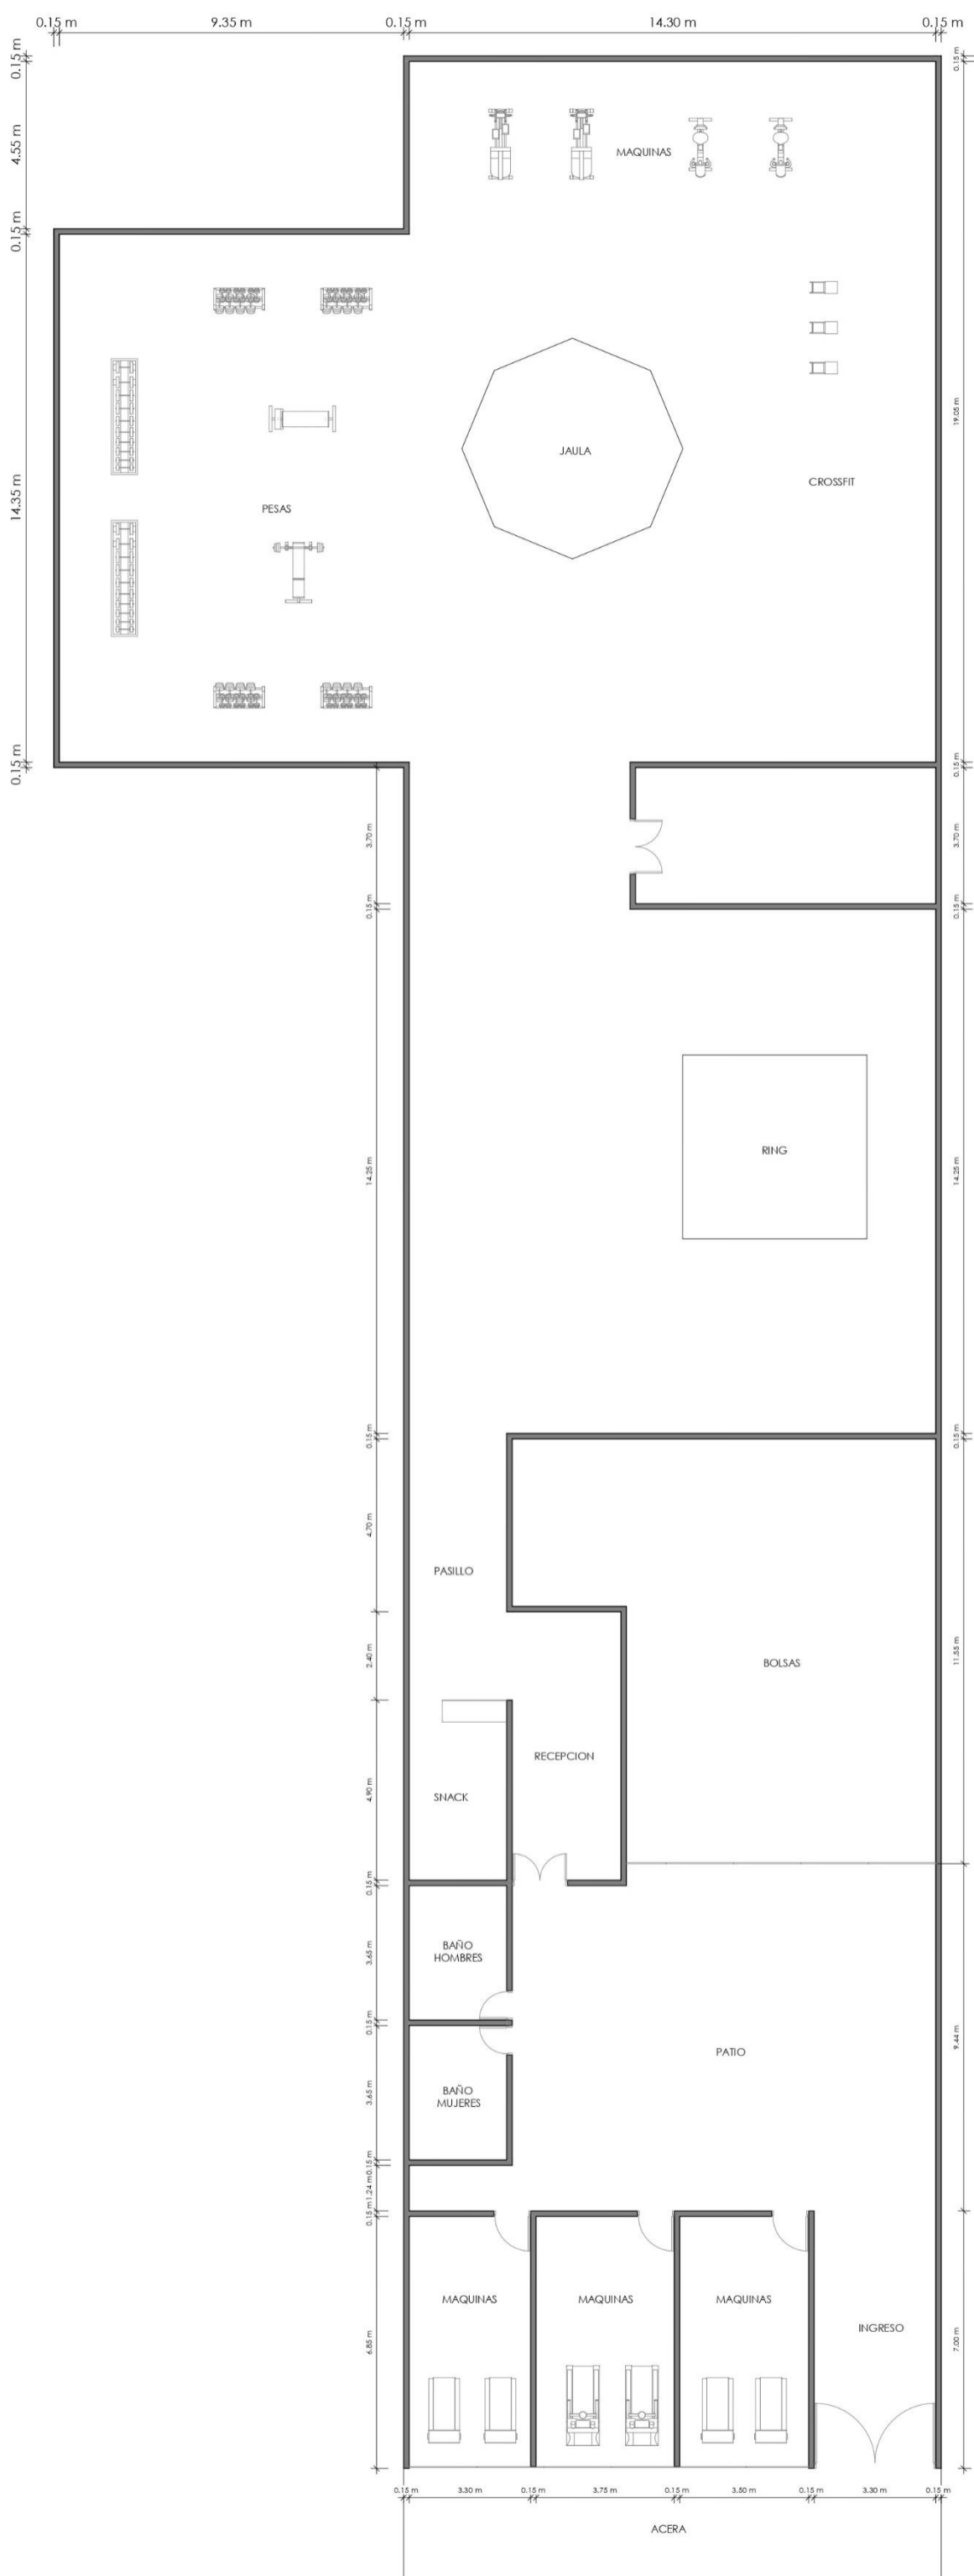 0.15 m
9.35 m
0.15 m
14.30 m
0.15 m
0.15 m
0.15 m
4.55 m
MAQUINAS
0.15 m
19.05 m
JAULA
CROSSFIT
14.35 m
PESAS
0.15 m
0.15 m
3.70 m
3.70 m
0.15 m
0.15 m
14.25 m
RING
14.25 m
0.15 m
0.15 m
4.70 m
PASILLO
2.40 m
BOLSAS
11.55 m
RECEPCION
4.90 m
SNACK
0.15 m
BAÑO
HOMBRES
3.65 m
0.15 m
PATIO
9.44 m
3.65 m
BAÑO
MUJERES
0.15 m
1.24 m
0.15 m
MAQUINAS
MAQUINAS
MAQUINAS
INGRESO
6.85 m
7.00 m
0.15 m
3.30 m
0.15 m
3.75 m
0.15 m
3.50 m
0.15 m
3.30 m
0.15 m
ACERA